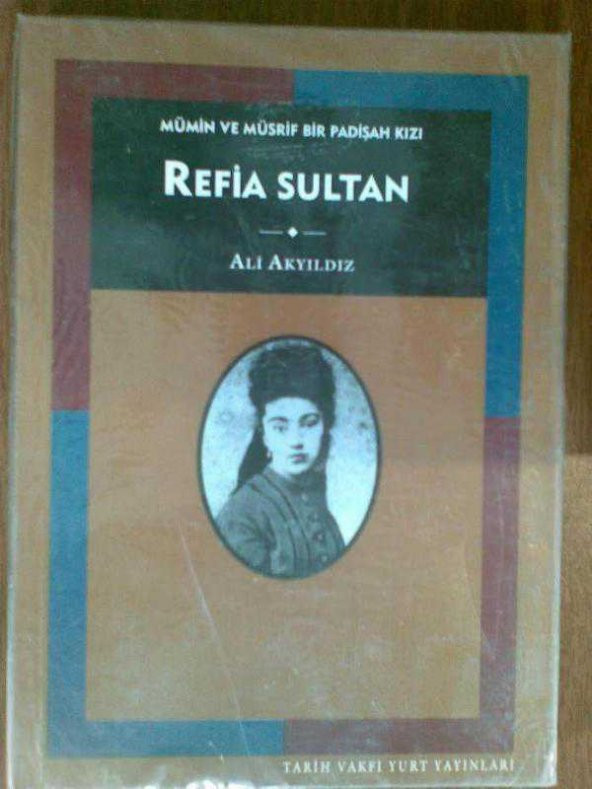 MÜMİN VE MÜSRİF BİR PADİŞAH KIZI
REFİA SULTAN
ALİ AKYILDIZ
TARİH VAKFI YURT YAYINLARI